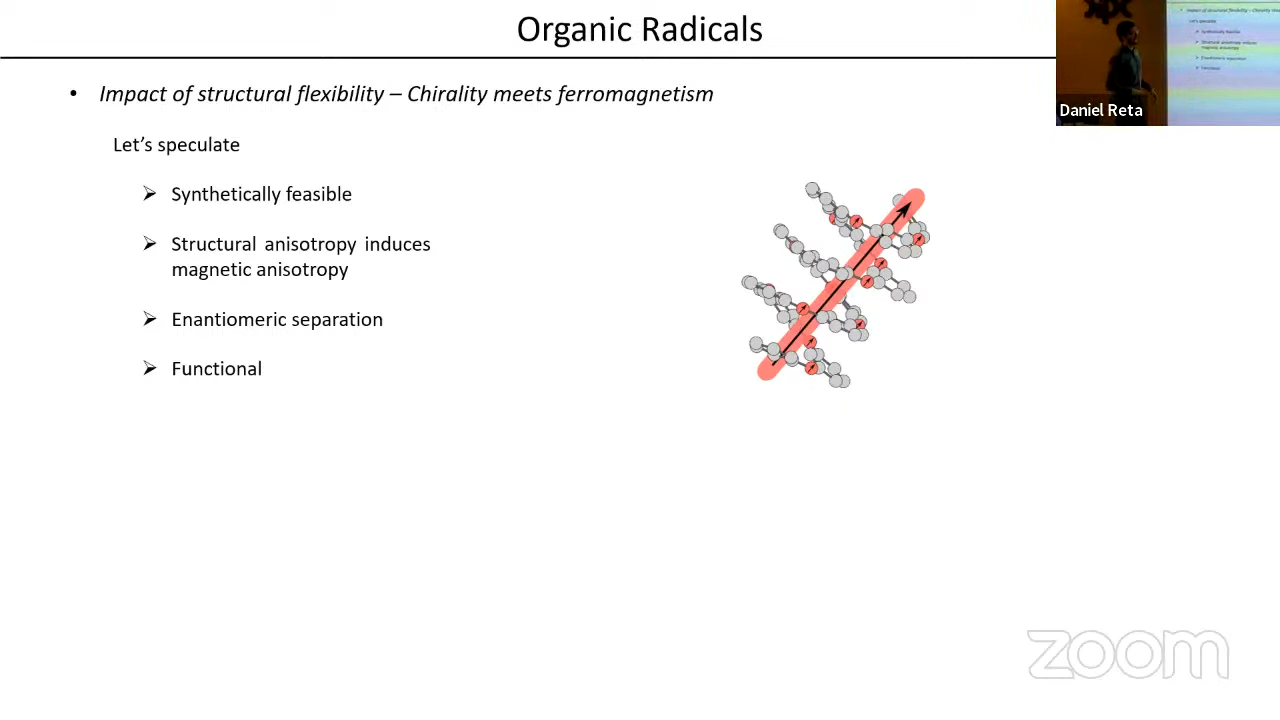 Organic Radicals
• Impact of structural flexibility – Chirality meets ferromagnetism
Let's speculate
➢ Synthetically feasible
➢ Structural anisotropy induces
magnetic anisotropy
➢ Enantiomeric separation
➢ Functional
Daniel Reta
zoom